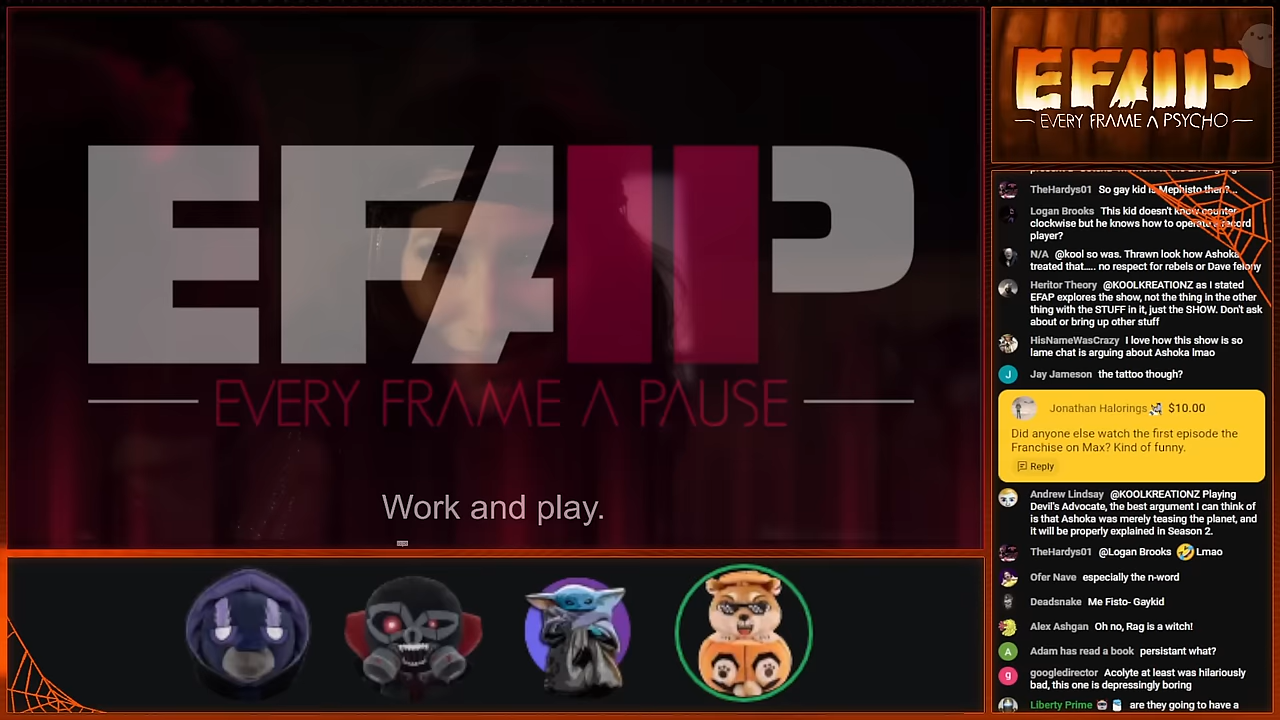 EFAP
EVERY FRAME A PAUSE
Work and play.
EFAP
EVERY FRAME A PSYCHO
TheHardys01 So gay kid is Mephisto then?...
Logan Brooks This kid doesn't know counter
clockwise but he knows how to operate a record
player?
N/A @kool so was. Thrawn look how Ashoka
treated that..... no respect for rebels or Dave felony
Heritor Theory @KOOLKREATIONZ as I stated
EFAP explores the show, not the thing in the other
thing with the STUFF in it, just the SHOW. Don't ask
about or bring up other stuff
HisNameWasCrazy I love how this show is so
lame chat is arguing about Ashoka lmao
J Jay Jameson the tattoo though?
Jonathan Halorings $10.00
Did anyone else watch the first episode the
Franchise on Max? Kind of funny.
Reply
Andrew Lindsay @KOOLKREATIONZ Playing
Devil's Advocate, the best argument I can think of
is that Ashoka was merely teasing the planet, and
it will be properly explained in Season 2.
TheHardys01 @Logan Brooks 🤣 Lmao
Ofer Nave especially the n-word
Deadsnake Me Fisto- Gaykid
Alex Ashgan Oh no, Rag is a witch!
A Adam has read a book persistant what?
g googledirector Acolyte at least was hilariously
bad, this one is depressingly boring
Liberty Prime are they going to have a